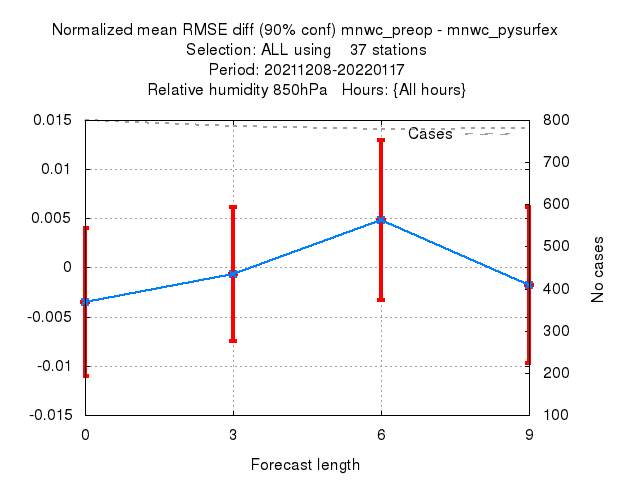 Normalized mean RMSE diff (90% conf) mnwc_preop - mnwc_pysurfex
Selection: ALL using    37 stations
Period: 20211208-20220117
Relative humidity 850hPa   Hours: {All hours}
0.015
0.01
0.005
0
-0.005
-0.01
-0.015
800
700
600
500
400
300
200
100
Cases
No cases
0 3 6 9
Forecast length